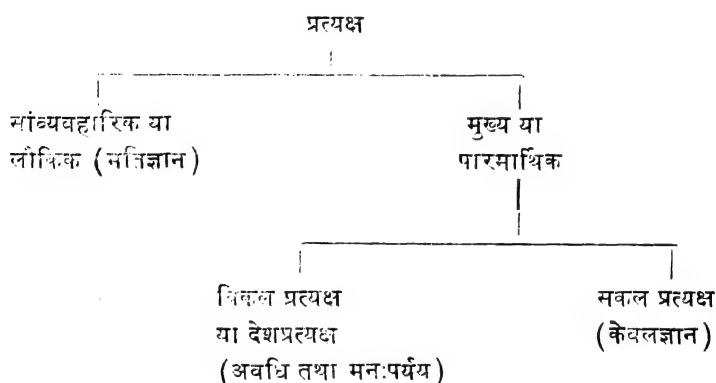 प्रत्यक्ष
सांव्यवहारिक या
लौकिक (मतिज्ञान)
मुख्य या
पारमार्थिक
विकल प्रत्यक्ष
या देशप्रत्यक्ष
(अवधि तथा मनःपर्यय)
सकल प्रत्यक्ष
(केवलज्ञान)